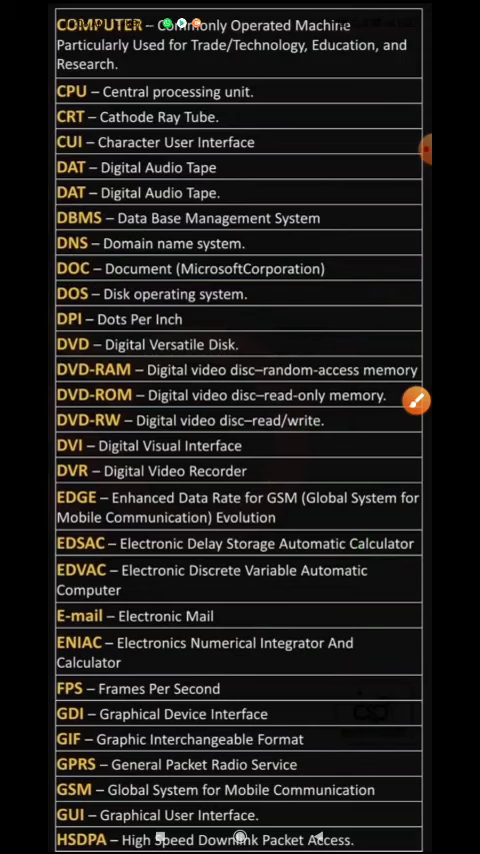 COMPUTER – Commonly Operated Machine
Particularly Used for Trade/Technology, Education, and
Research.
CPU – Central processing unit.
CRT – Cathode Ray Tube.
CUI – Character User Interface
DAT – Digital Audio Tape
DAT – Digital Audio Tape.
DBMS – Data Base Management System
DNS – Domain name system.
DOC – Document (MicrosoftCorporation)
DOS – Disk operating system.
DPI – Dots Per Inch
DVD – Digital Versatile Disk.
DVD-RAM – Digital video disc–random-access memory
DVD-ROM – Digital video disc–read-only memory.
DVD-RW – Digital video disc–read/write.
DVI – Digital Visual Interface
DVR – Digital Video Recorder
EDGE – Enhanced Data Rate for GSM (Global System for
Mobile Communication) Evolution
EDSAC – Electronic Delay Storage Automatic Calculator
EDVAC – Electronic Discrete Variable Automatic
Computer
E-mail – Electronic Mail
ENIAC – Electronics Numerical Integrator And
Calculator
FPS – Frames Per Second
GDI – Graphical Device Interface
GIF – Graphic Interchangeable Format
GPRS – General Packet Radio Service
GSM – Global System for Mobile Communication
GUI – Graphical User Interface.
HSDPA – High Speed Downlink Packet Access.